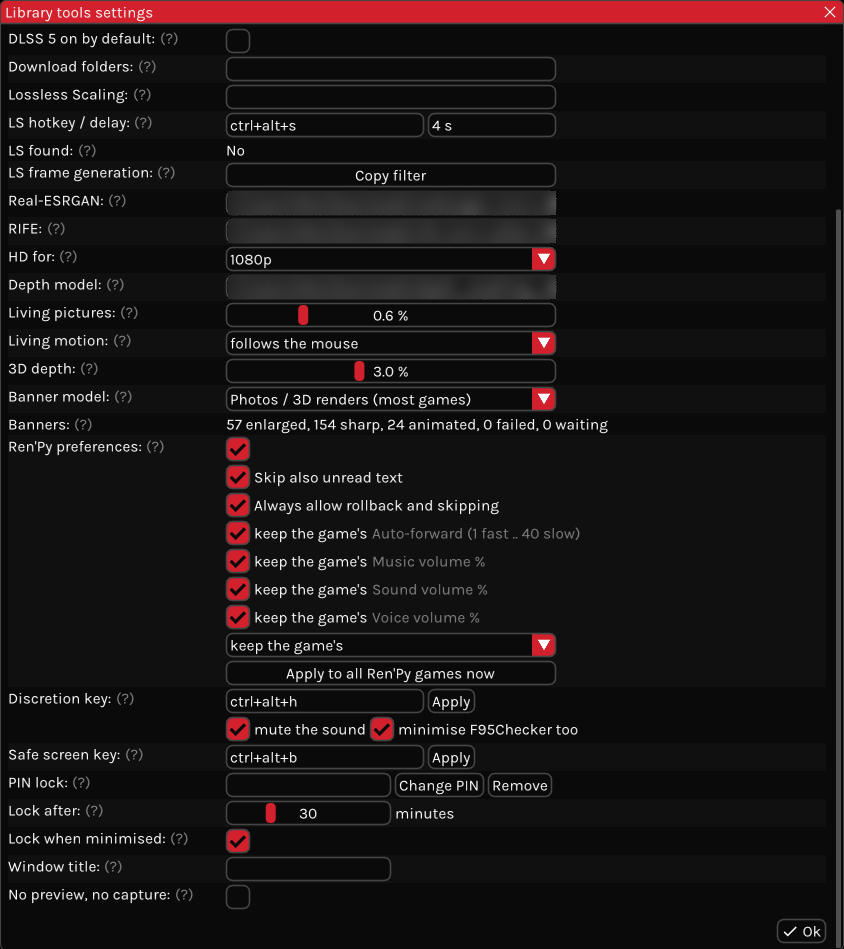 Library tools settings
DLSS 5 on by default: (?)
Download folders: (?)
Lossless Scaling: (?)
LS hotkey / delay: (?) ctrl+alt+s 4 s
LS found: (?) No
LS frame generation: (?) Copy filter
Real-ESRGAN: (?)
RIFE: (?)
HD for: (?) 1080p
Depth model: (?)
Living pictures: (?) 0.6 %
Living motion: (?) follows the mouse
3D depth: (?) 3.0 %
Banner model: (?) Photos / 3D renders (most games)
Banners: (?) 57 enlarged, 154 sharp, 24 animated, 0 failed, 0 waiting
Ren'Py preferences: (?)
Skip also unread text
Always allow rollback and skipping
keep the game's Auto-forward (1 fast .. 40 slow)
keep the game's Music volume %
keep the game's Sound volume %
keep the game's Voice volume %
keep the game's
Apply to all Ren'Py games now
Discretion key: (?) ctrl+alt+h Apply
mute the sound minimise F95Checker too
Safe screen key: (?) ctrl+alt+b Apply
PIN lock: (?) Change PIN Remove
Lock after: (?) 30 minutes
Lock when minimised: (?)
Window title: (?)
No preview, no capture: (?)
Ok